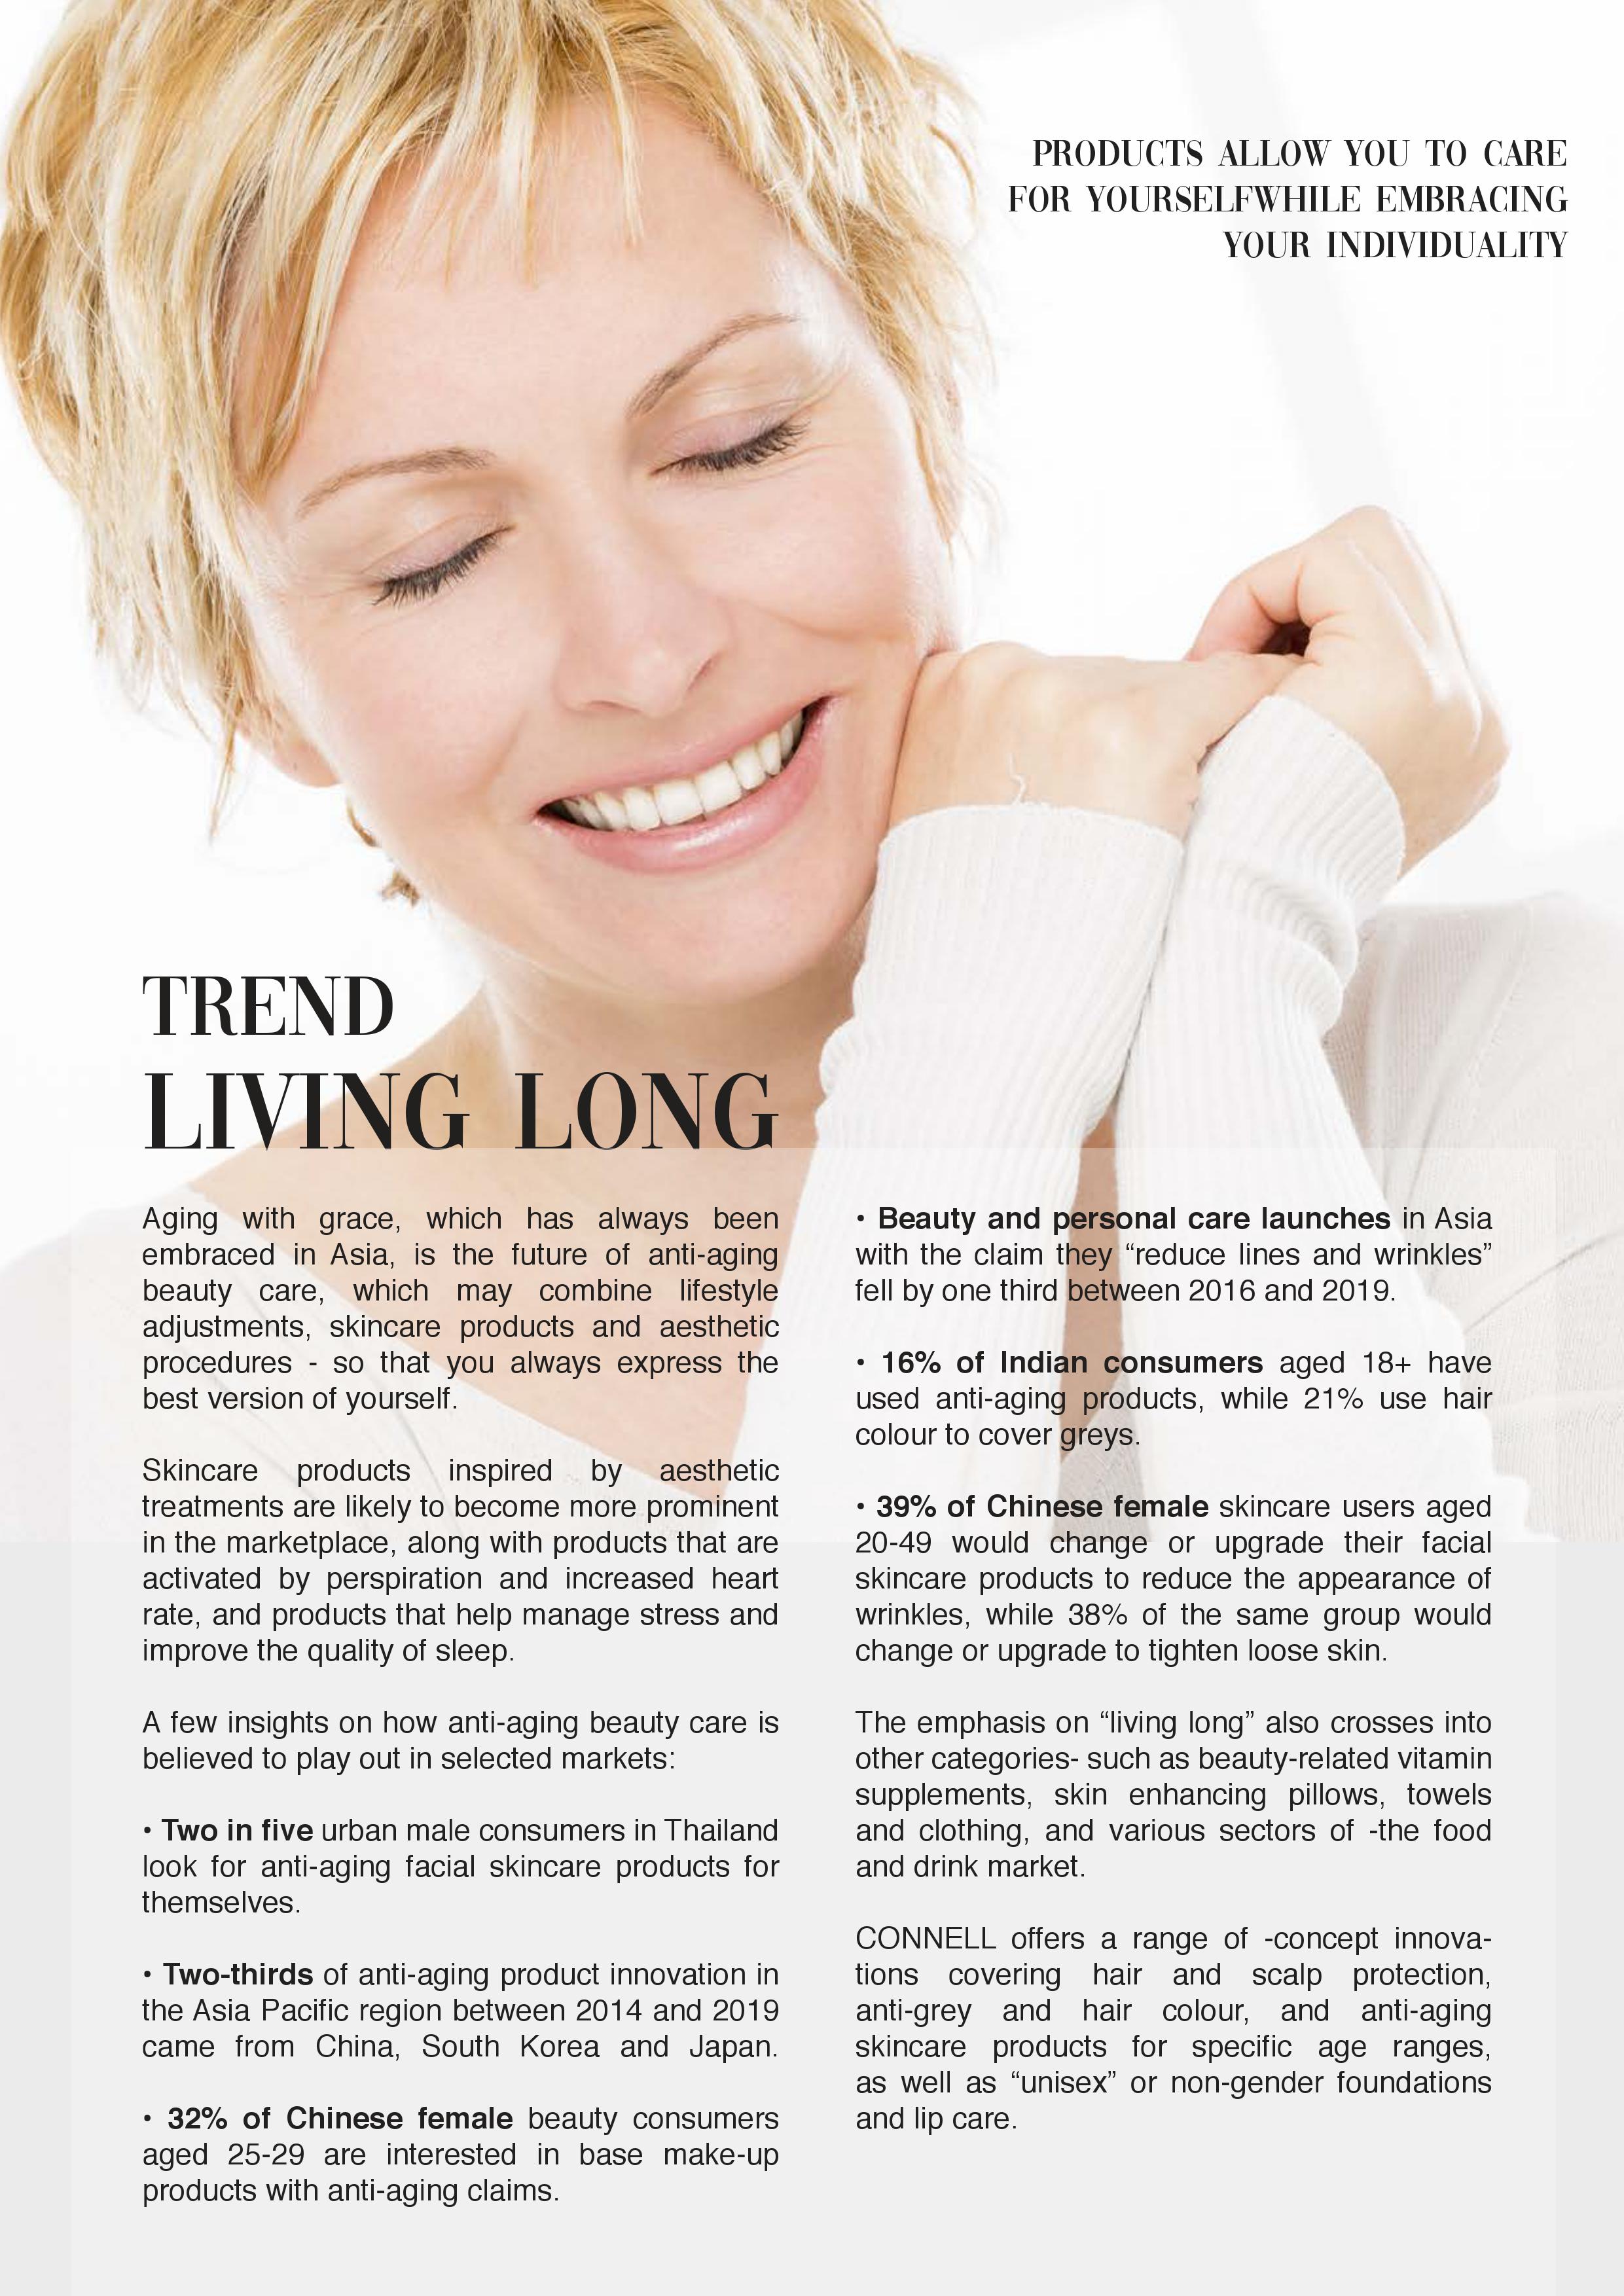 PRODUCTS ALLOW YOU TO CARE
FOR YOURSELFWHILE EMBRACING
YOUR INDIVIDUALITY
TREND
LIVING LONG
Aging with grace, which has always been
embraced in Asia, is the future of anti-aging
beauty care, which may combine lifestyle
adjustments, skincare products and aesthetic
procedures - so that you always express the
best version of yourself.
Skincare products inspired by aesthetic
treatments are likely to become more prominent
in the marketplace, along with products that are
activated by perspiration and increased heart
rate, and products that help manage stress and
improve the quality of sleep.
A few insights on how anti-aging beauty care is
believed to play out in selected markets:
• Two in five urban male consumers in Thailand
look for anti-aging facial skincare products for
themselves.
• Two-thirds of anti-aging product innovation in
the Asia Pacific region between 2014 and 2019
came from China, South Korea and Japan.
• 32% of Chinese female beauty consumers
aged 25-29 are interested in base make-up
products with anti-aging claims.
• Beauty and personal care launches in Asia
with the claim they “reduce lines and wrinkles”
fell by one third between 2016 and 2019.
• 16% of Indian consumers aged 18+ have
used anti-aging products, while 21% use hair
colour to cover greys.
• 39% of Chinese female skincare users aged
20-49 would change or upgrade their facial
skincare products to reduce the appearance of
wrinkles, while 38% of the same group would
change or upgrade to tighten loose skin.
The emphasis on “living long” also crosses into
other categories- such as beauty-related vitamin
supplements, skin enhancing pillows, towels
and clothing, and various sectors of -the food
and drink market.
CONNELL offers a range of -concept innova-
tions covering hair and scalp protection,
anti-grey and hair colour, and anti-aging
skincare products for specific age ranges,
as well as “unisex” or non-gender foundations
and lip care.